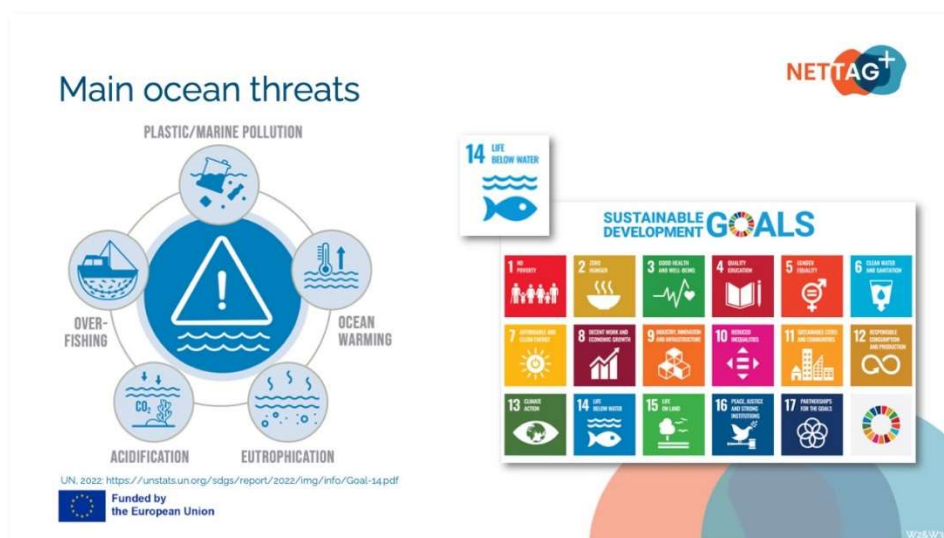 Main ocean threats
NETTAG+
PLASTIC/MARINE POLLUTION
OVER-
FISHING
OCEAN
WARMING
CO2
ACIDIFICATION
EUTROPHICATION
UN, 2022: https://unstats.un.org/sdgs/report/2022/img/info/Goal-14.pdf
Funded by
the European Union
14 LIFE
BELOW WATER
SUSTAINABLE
DEVELOPMENT
GOALS
1 NO
POVERTY
2 ZERO
HUNGER
3 GOOD HEALTH
AND WELL-BEING
4 QUALITY
EDUCATION
5 GENDER
EQUALITY
6 CLEAN WATER
AND SANITATION
7 AFFORDABLE AND
CLEAN ENERGY
8 DECENT WORK AND
ECONOMIC GROWTH
9 INDUSTRY, INNOVATION
AND INFRASTRUCTURE
10 REDUCED
INEQUALITIES
11 SUSTAINABLE CITIES
AND COMMUNITIES
12 RESPONSIBLE
CONSUMPTION
AND PRODUCTION
13 CLIMATE
ACTION
14 LIFE
BELOW WATER
15 LIFE
ON LAND
16 PEACE, JUSTICE
AND STRONG
INSTITUTIONS
17 PARTNERSHIPS
FOR THE GOALS